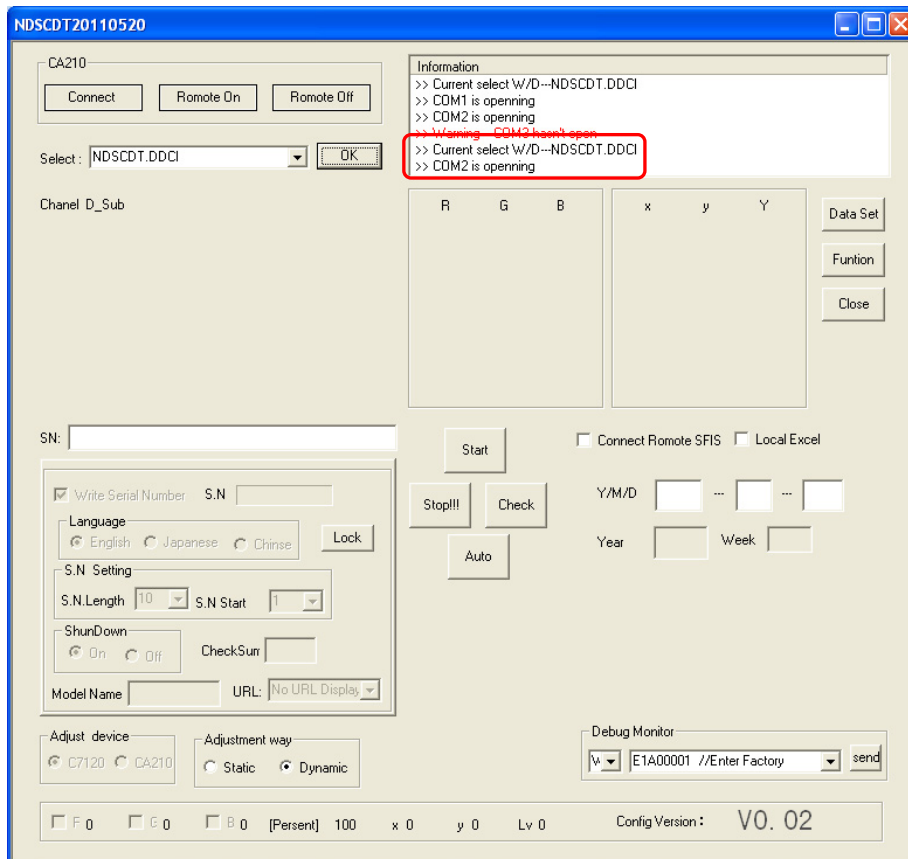 NDSCDT20110520
CA210
Connect Romote On Romote Off
Information
>> Current select W/D---NDSCDT.DDCI
>> COM1 is openning
>> COM2 is openning
>> Warning---COM3 hasn't open
>> Current select W/D---NDSCDT.DDCI
>> COM2 is openning
Select : NDSCDT.DDCI OK
Chanel D_Sub
R G B x y Y
Data Set
Funtion
Close
SN:
Start
Connect Romote SFIS Local Excel
Write Serial Number S.N
Stop!!! Check
Y/M/D --- ---
Language
English Japanese Chinse Lock
Auto
Year Week
S.N Setting
S.N.Length 10 S.N Start 1
ShunDown
On Off CheckSum
Model Name URL: No URL Display
Adjust device
C7120 CA210
Adjustment way
Static Dynamic
Debug Monitor
E1A00001 //Enter Factory send
F 0 G 0 B 0 [Persent] 100 x 0 y 0 Lv 0 Config Version : V0.02